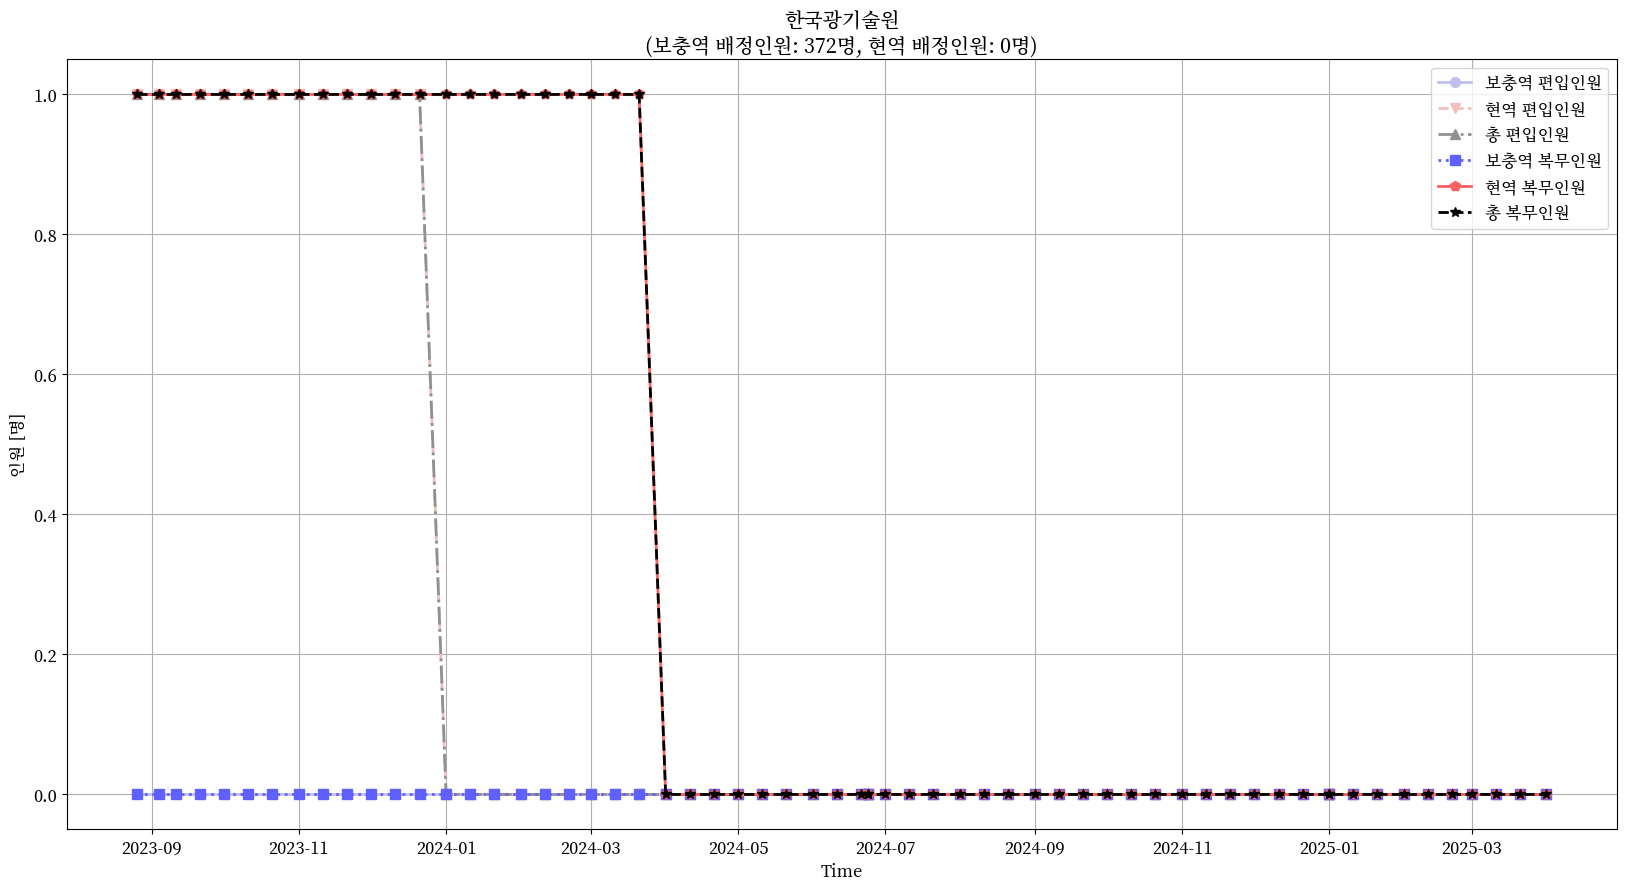 한국광기술원
(보충역 배정인원: 372명, 현역 배정인원: 0명)
보충역 편입인원
현역 편입인원
총 편입인원
보충역 복무인원
현역 복무인원
총 복무인원
인원 [명]
1.0
0.8
0.6
0.4
0.2
0.0
2023-09
2023-11
2024-01
2024-03
2024-05
2024-07
2024-09
2024-11
2025-01
2025-03
Time